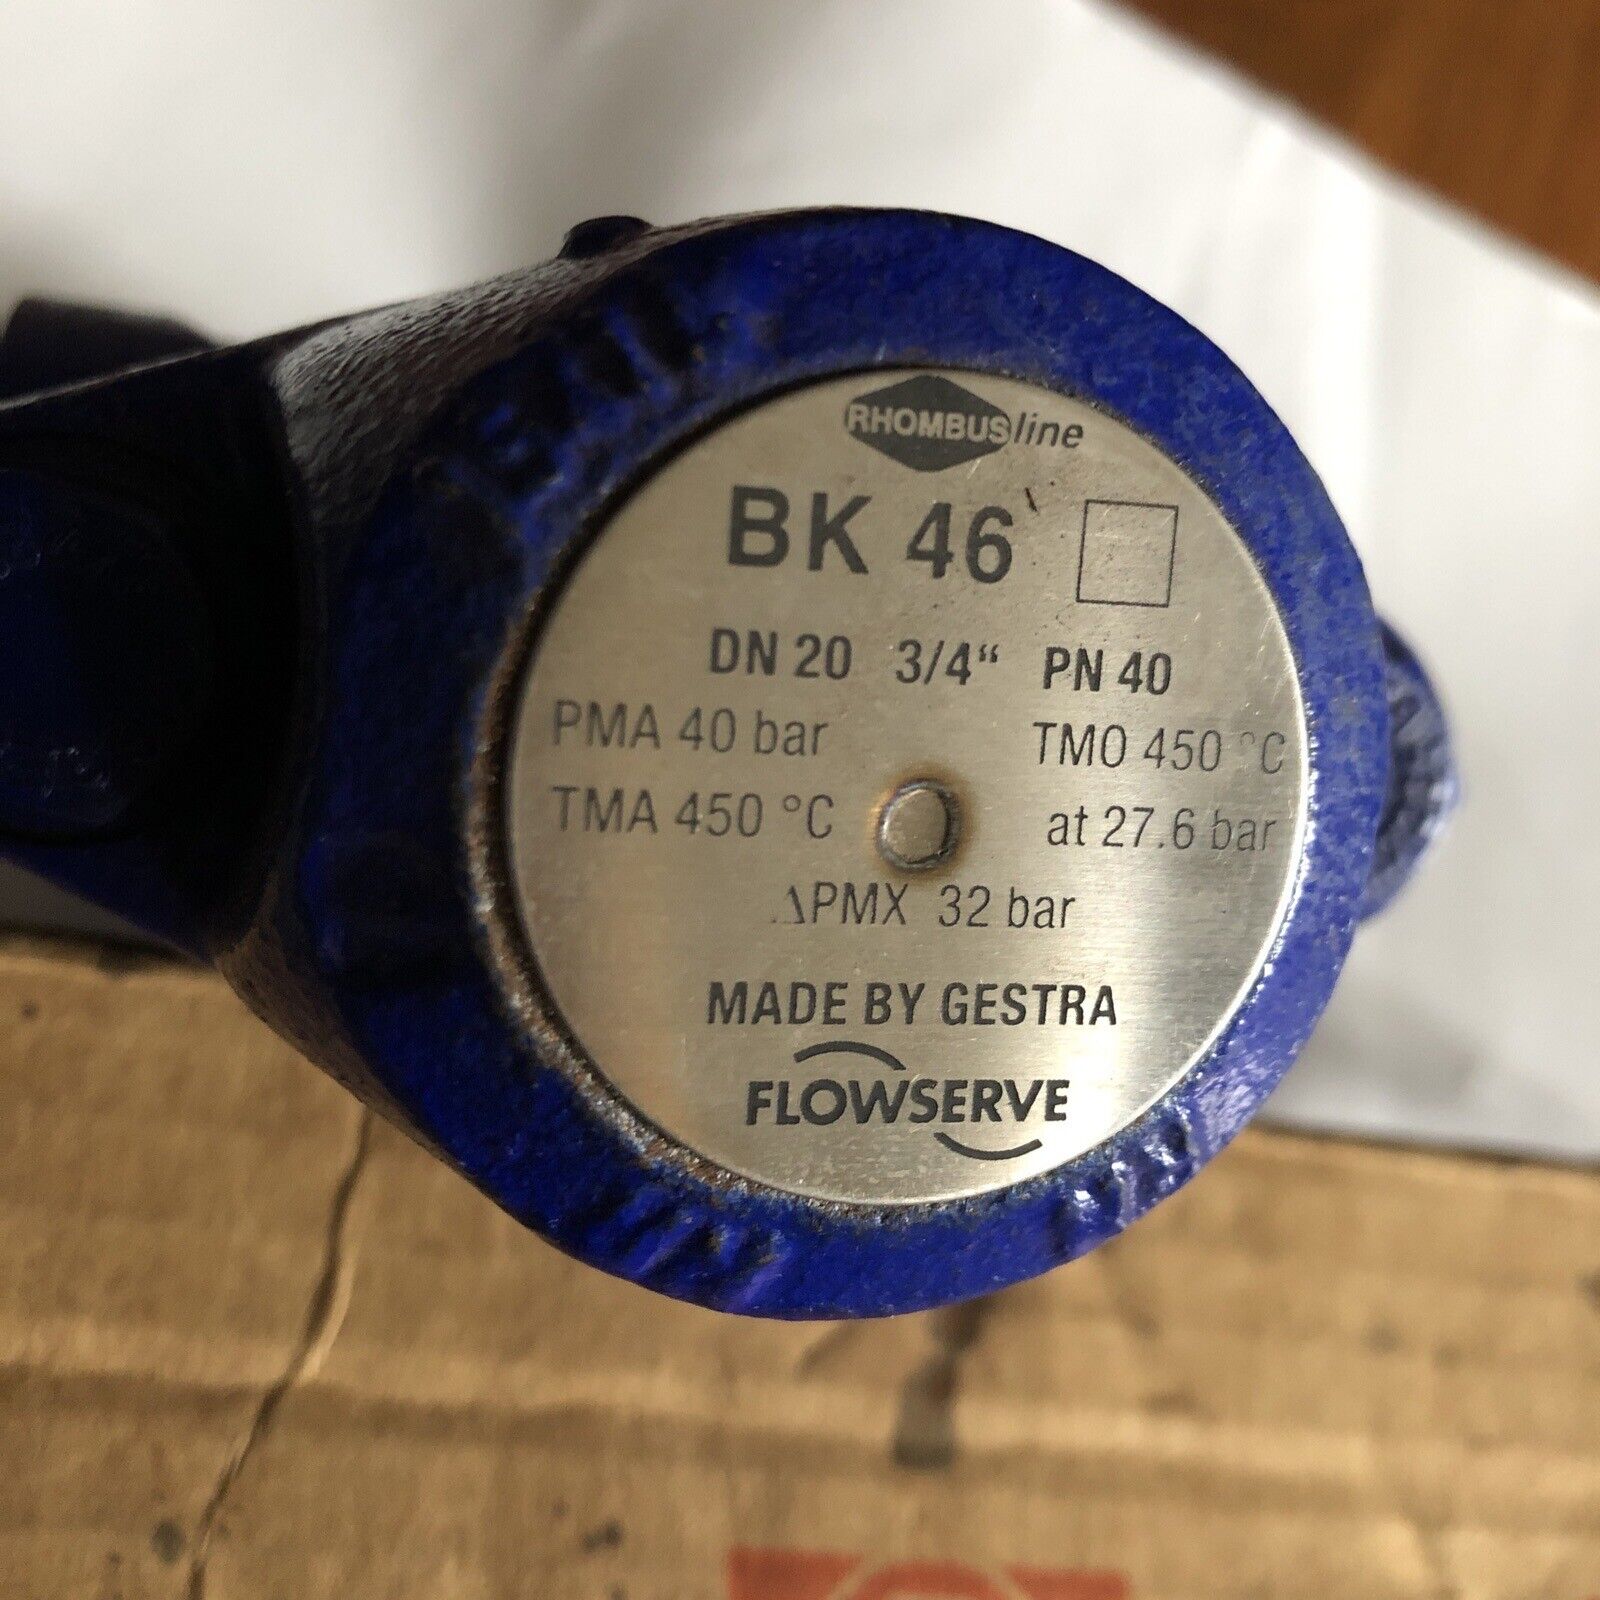 RHOMBUSline
BK 46
DN 20 3/4“ PN 40
PMA 40 bar TMO 450 °C
TMA 450 °C at 27.6 bar
ΔPMX 32 bar
MADE BY GESTRA
FLOWSERVE